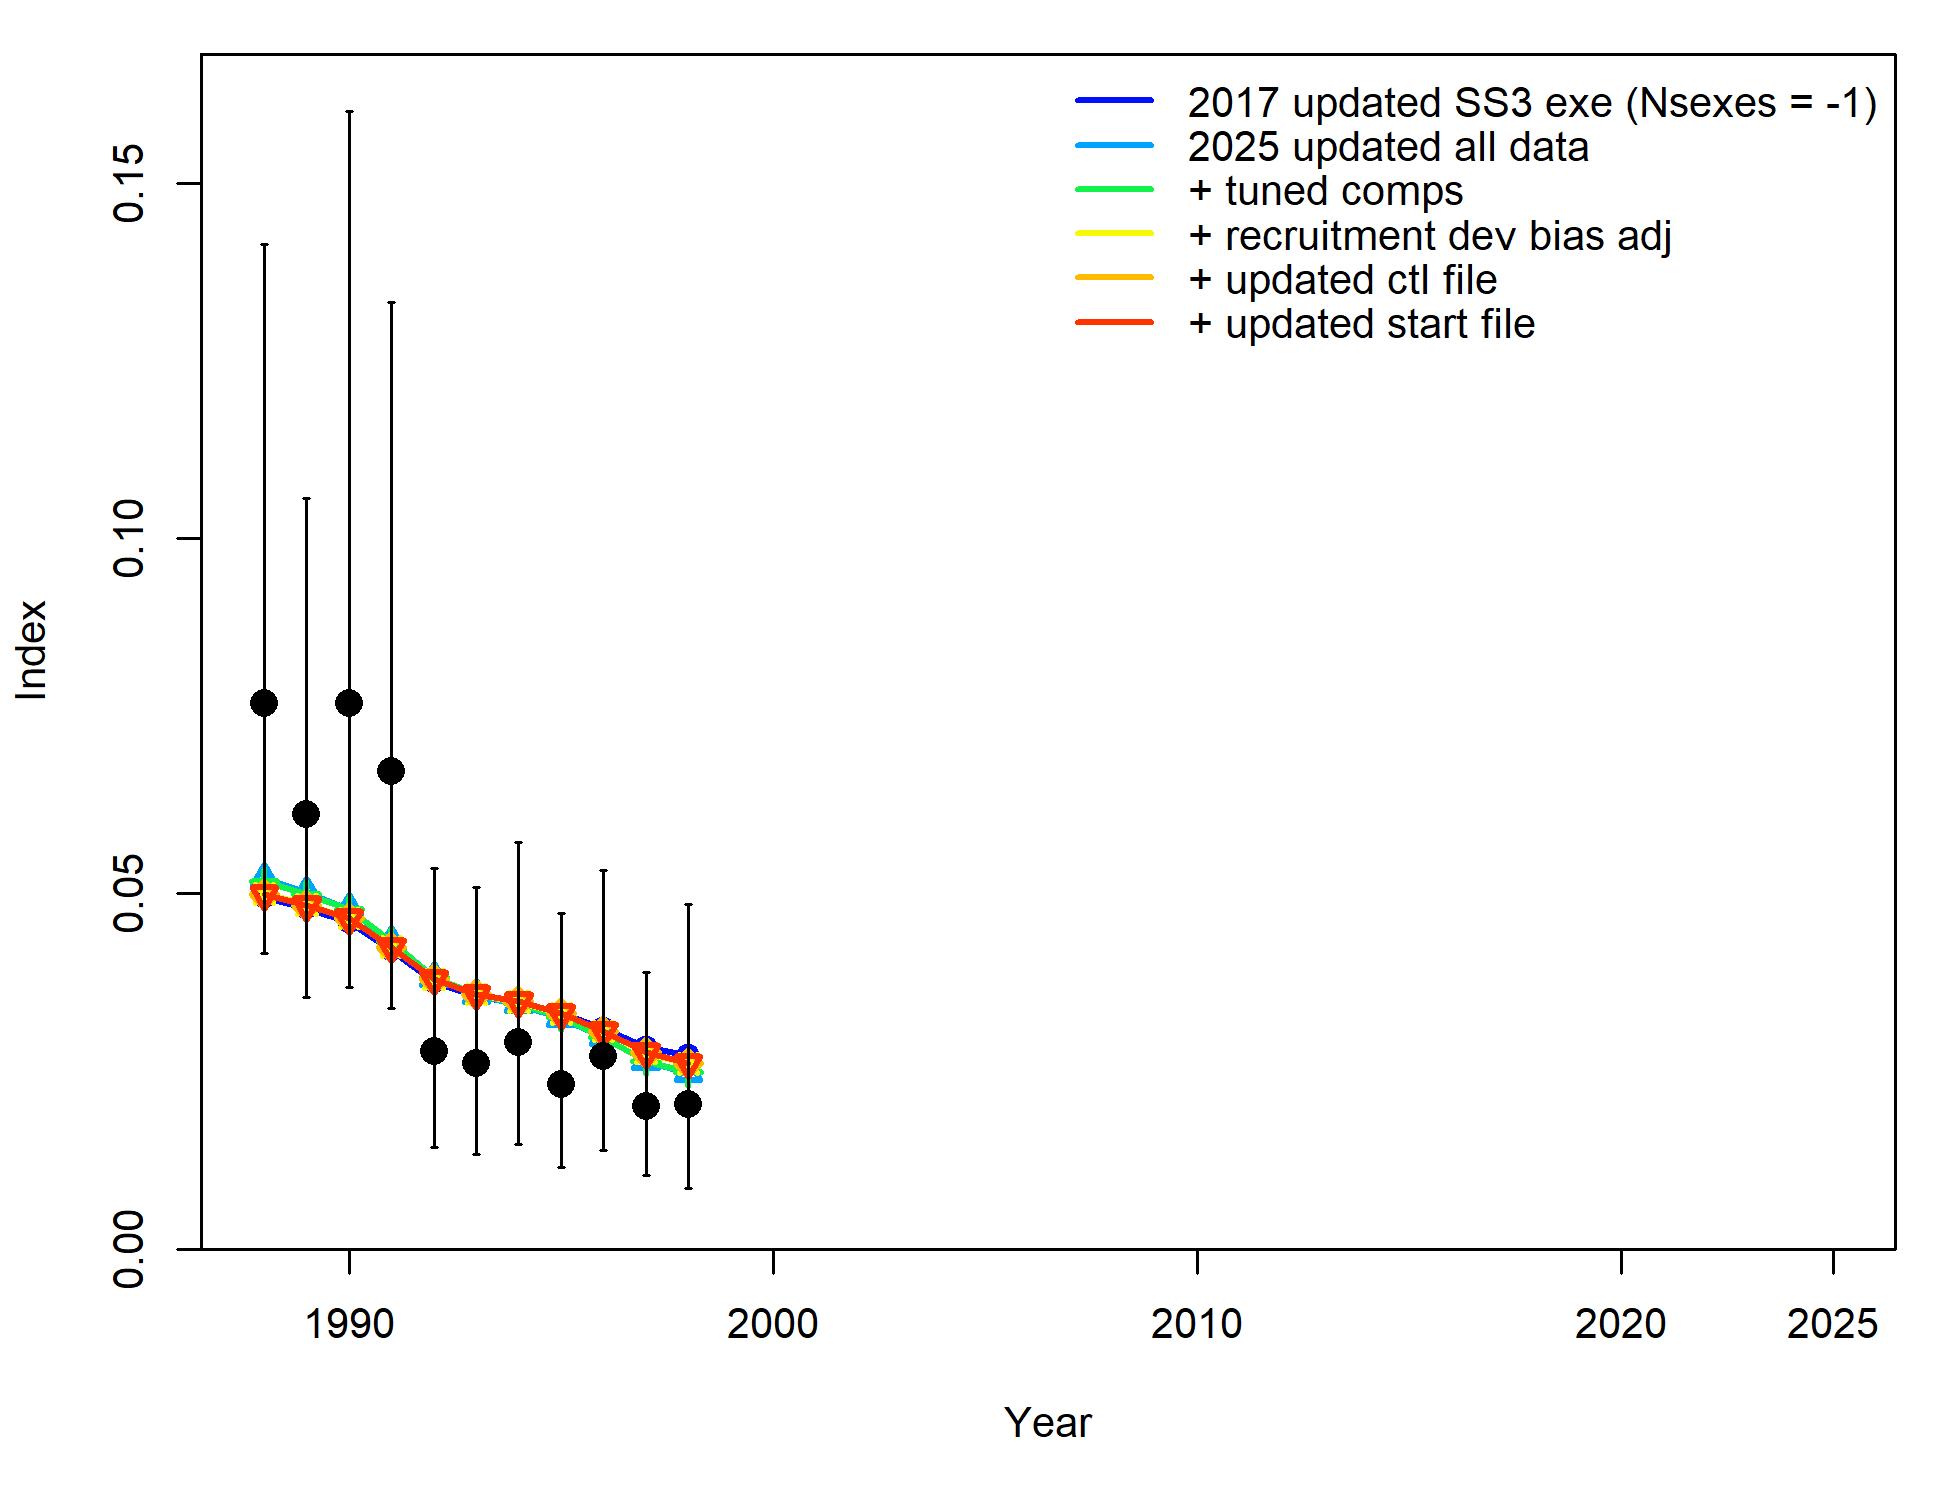 2017 updated SS3 exe (Nsexes = -1)
2025 updated all data
+ tuned comps
+ recruitment dev bias adj
+ updated ctl file
+ updated start file
0.15
0.10
0.05
0.00
Index
1990 2000 2010 2020 2025
Year